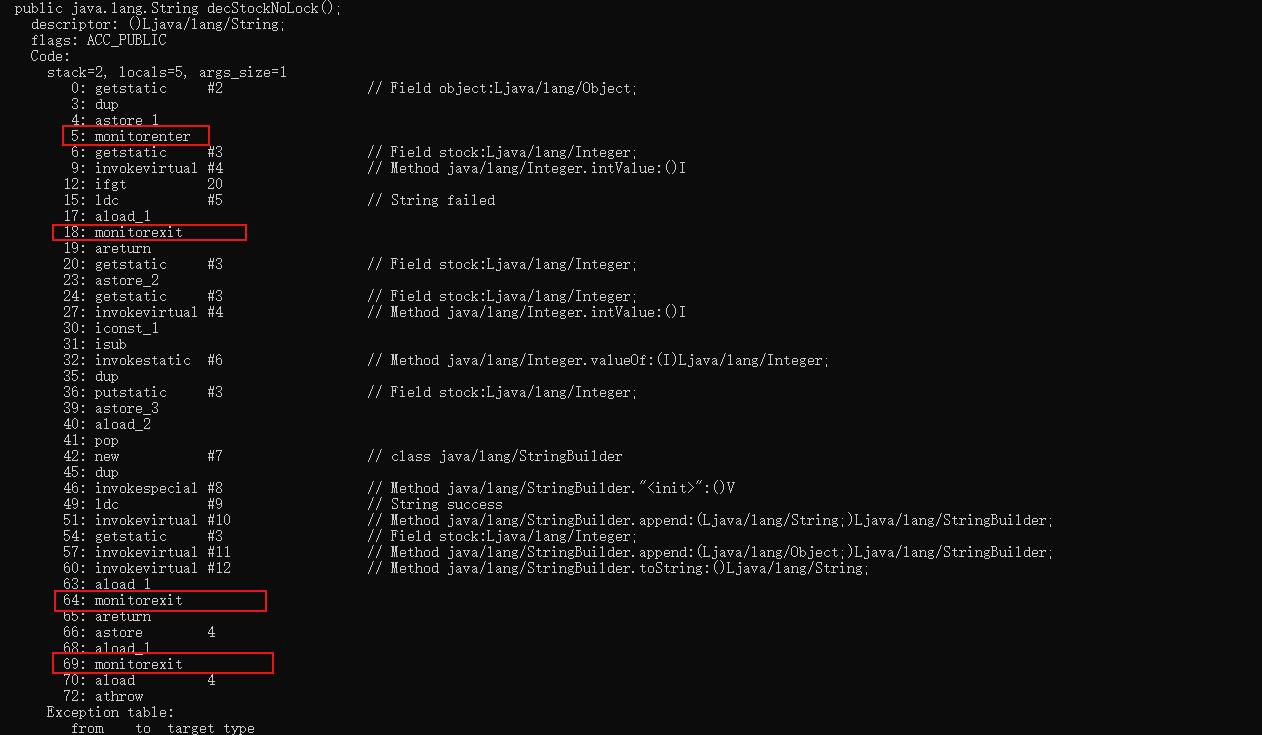 public java.lang.String decStockNoLock();
descriptor: ()Ljava/lang/String;
flags: ACC_PUBLIC
Code:
stack=2, locals=5, args_size=1
0: getstatic #2 // Field object:Ljava/lang/Object;
3: dup
4: astore_1
5: monitorenter
6: getstatic #3 // Field stock:Ljava/lang/Integer;
9: invokevirtual #4 // Method java/lang/Integer.intValue:()I
12: ifgt 20
15: ldc #5 // String failed
17: aload_1
18: monitorexit
19: areturn
20: getstatic #3 // Field stock:Ljava/lang/Integer;
23: astore_2
24: getstatic #3 // Field stock:Ljava/lang/Integer;
27: invokevirtual #4 // Method java/lang/Integer.intValue:()I
30: iconst_1
31: isub
32: invokestatic #6 // Method java/lang/Integer.valueOf:(I)Ljava/lang/Integer;
35: dup
36: putstatic #3 // Field stock:Ljava/lang/Integer;
39: astore_3
40: aload_2
41: pop
42: new #7 // class java/lang/StringBuilder
45: dup
46: invokespecial #8 // Method java/lang/StringBuilder."<init>":()V
49: ldc #9 // String success
51: invokevirtual #10 // Method java/lang/StringBuilder.append:(Ljava/lang/String;)Ljava/lang/StringBuilder;
54: getstatic #3 // Field stock:Ljava/lang/Integer;
57: invokevirtual #11 // Method java/lang/StringBuilder.append:(Ljava/lang/Object;)Ljava/lang/StringBuilder;
60: invokevirtual #12 // Method java/lang/StringBuilder.toString:()Ljava/lang/String;
63: aload_1
64: monitorexit
65: areturn
66: astore 4
68: aload_1
69: monitorexit
70: aload 4
72: athrow
Exception table:
from to target type